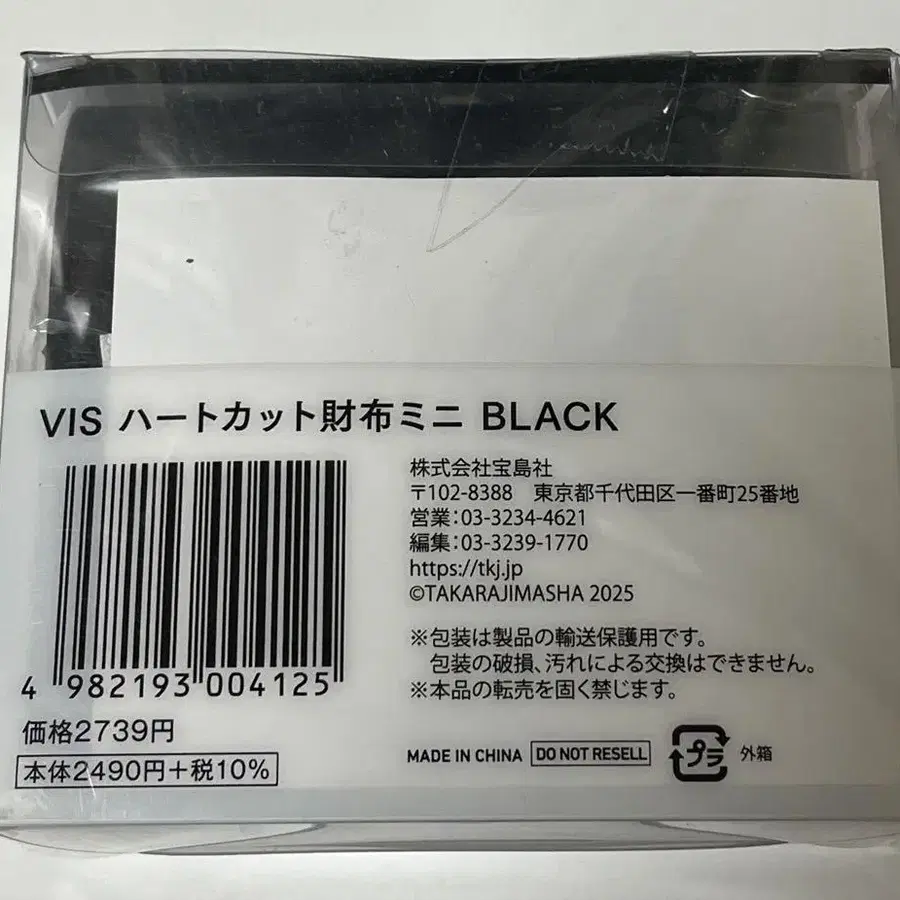 VIS ハートカット財布ミニ BLACK
株式会社宝島社
〒102-8388　東京都千代田区一番町25番地
営業：03-3234-4621
編集：03-3239-1770
https://tkj.jp
©TAKARAJIMASHA 2025
※包装は製品の輸送保護用です。
包装の破損、汚れによる交換はできません。
※本品の転売を固く禁じます。
4 982193 004125
価格2739円
本体2490円＋税10%
MADE IN CHINA DO NOT RESELL
プラ 外箱